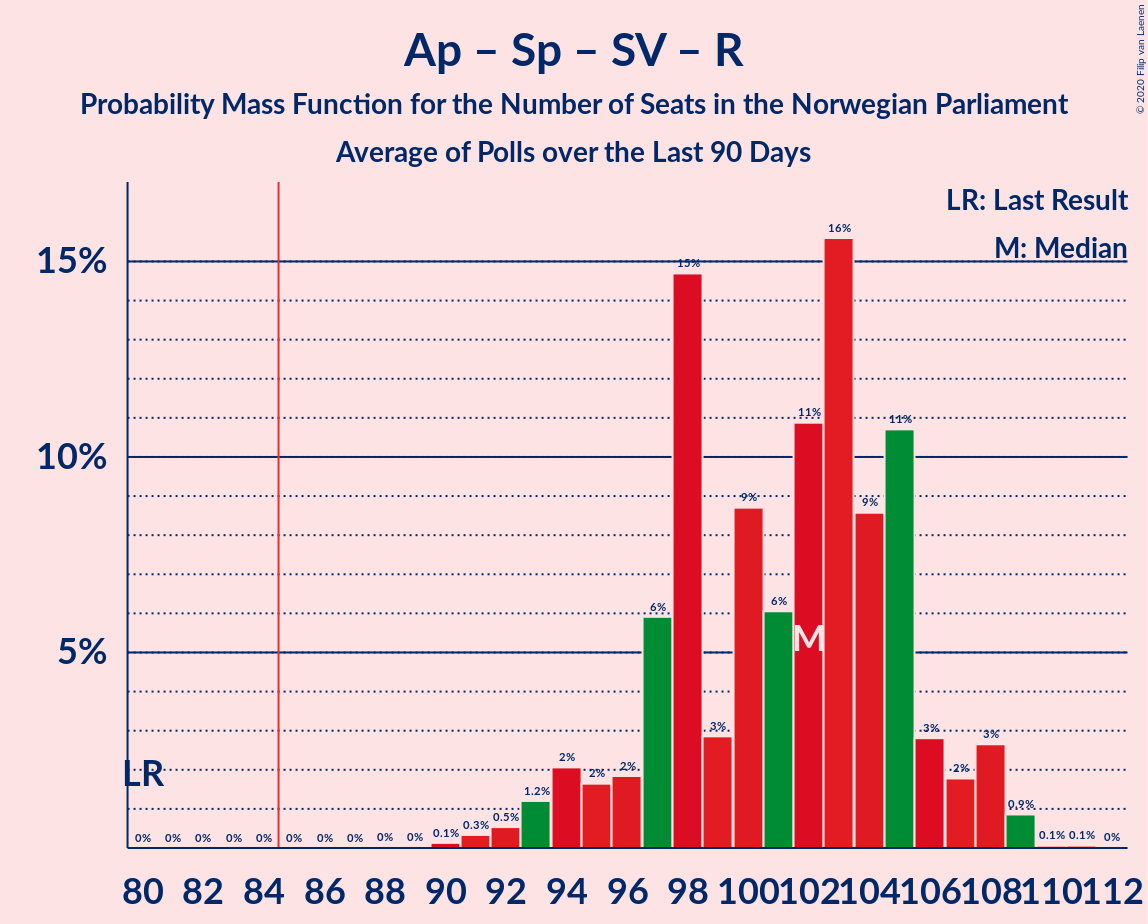 Ap – Sp – SV – R
Probability Mass Function for the Number of Seats in the Norwegian Parliament
Average of Polls over the Last 90 Days
© 2020 Filip van Laenen
LR: Last Result
M: Median
15%
10%
5%
LR
M
0% 0% 0% 0% 0% 0% 0% 0% 0% 0% 0.1% 0.3% 0.5% 1.2% 2% 2% 2% 6% 15% 3% 9% 6% 11% 16% 9% 11% 3% 2% 3% 0.9% 0.1% 0.1% 0%
80 82 84 86 88 90 92 94 96 98 100 102 104 106 108 110 112